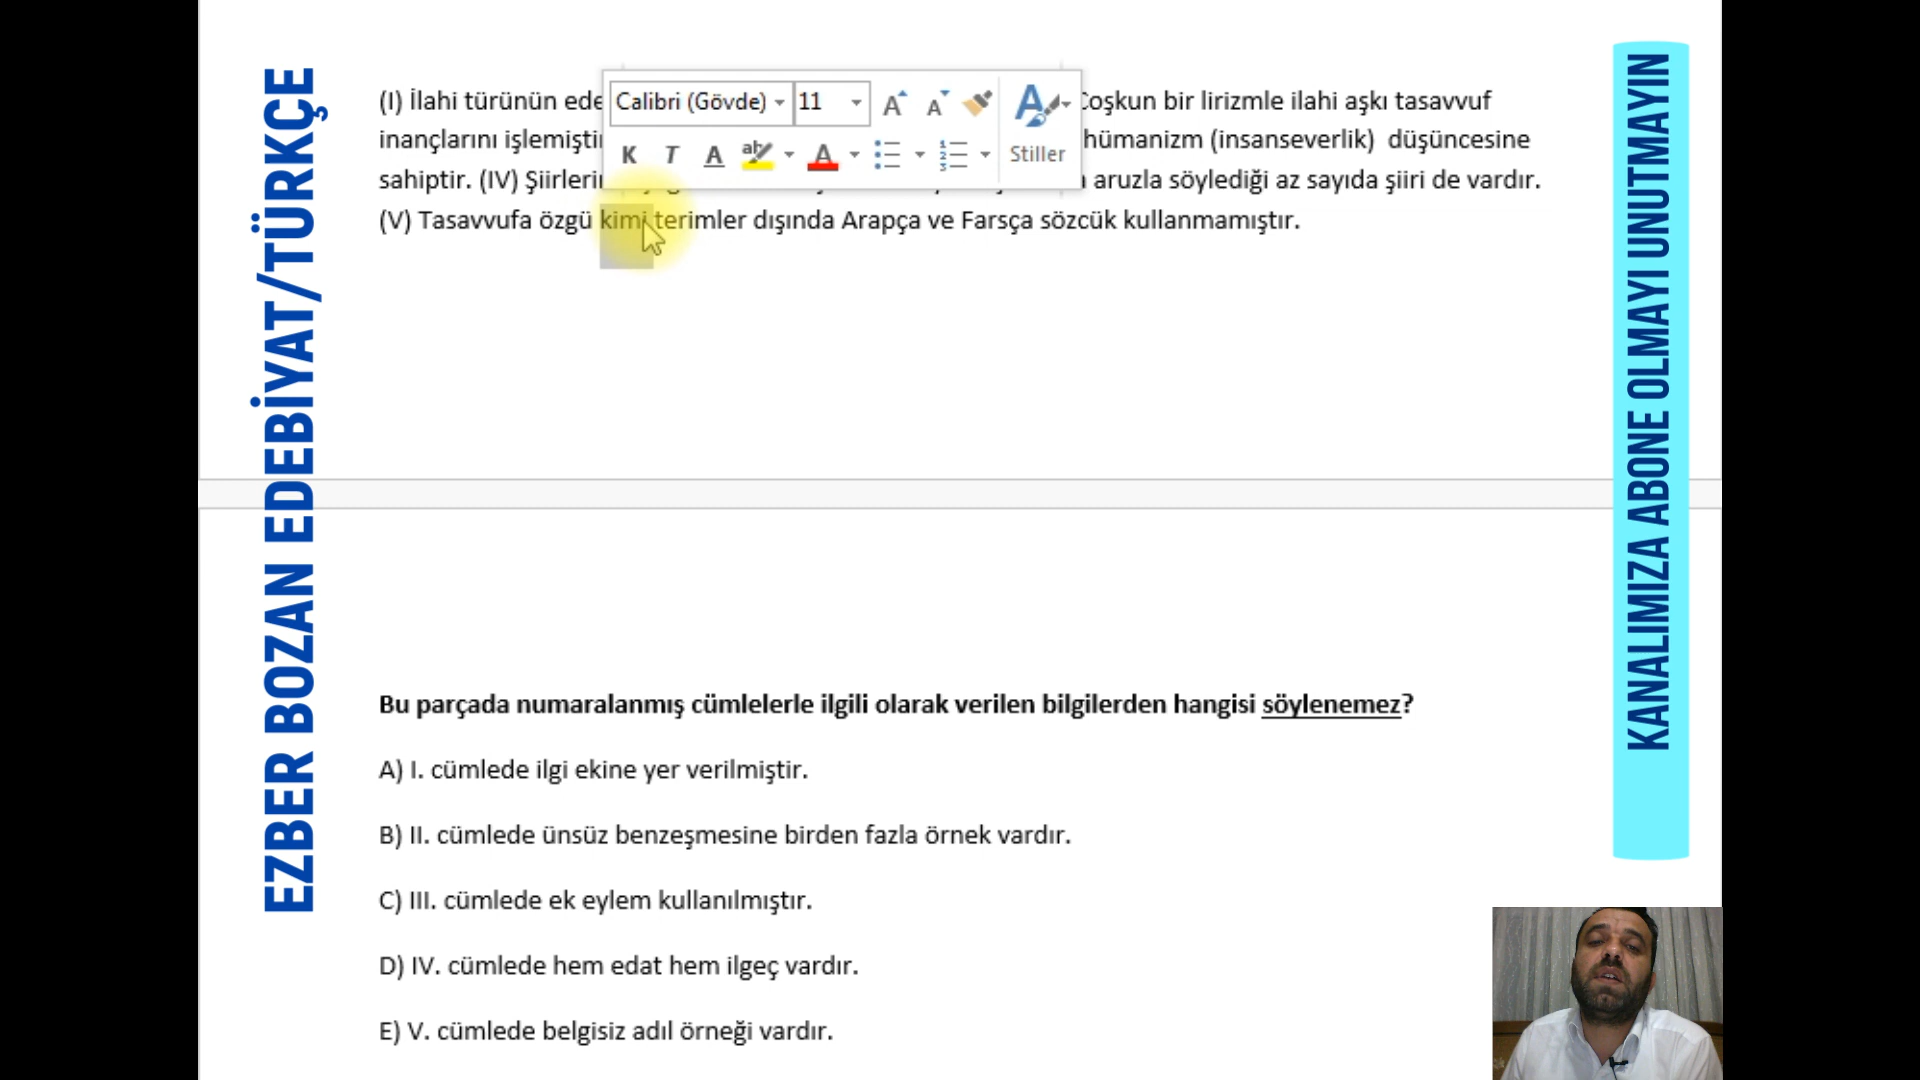 EZBER BOZAN EDEBİYAT/TÜRKÇE
(I) İlahi türünün ede
Coşkun bir lirizmle ilahi aşkı tasavvuf
inançlarını işlemiştir
hümanizm (insanseverlik) düşüncesine
sahiptir. (IV) Şiirlerin
aruzla söylediği az sayıda şiiri de vardır.
(V) Tasavvufa özgü kimi terimler dışında Arapça ve Farsça sözcük kullanmamıştır.
Calibri (Gövde) 11
K T A ab A Stiller
Bu parçada numaralanmış cümlelerle ilgili olarak verilen bilgilerden hangisi söylenemez?
A) I. cümlede ilgi ekine yer verilmiştir.
B) II. cümlede ünsüz benzeşmesine birden fazla örnek vardır.
C) III. cümlede ek eylem kullanılmıştır.
D) IV. cümlede hem edat hem ilgeç vardır.
E) V. cümlede belgisiz adıl örneği vardır.
KANALIMIZA ABONE OLMAYI UNUTMAYIN